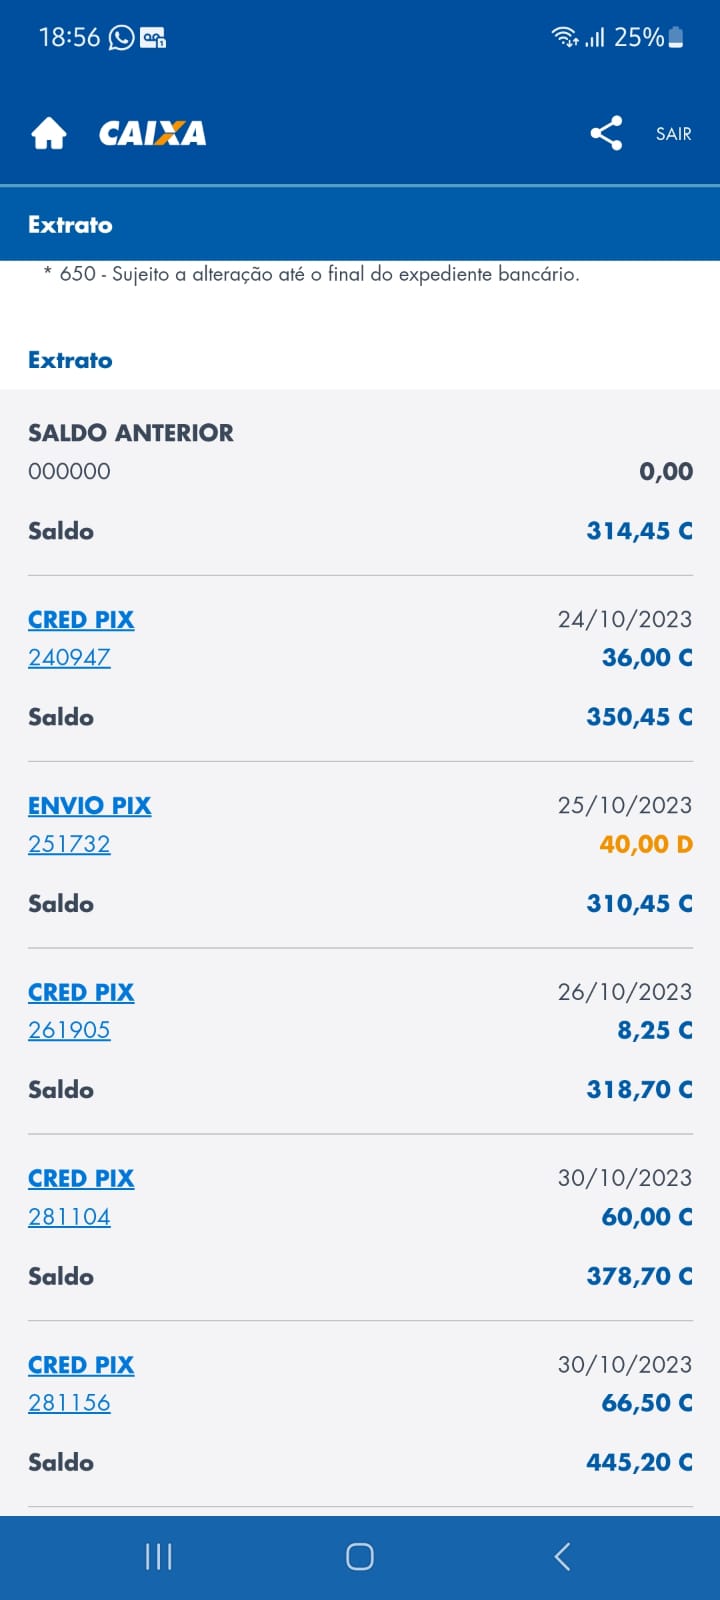 18:56 25%
CAIXA SAIR
Extrato
* 650 - Sujeito a alteração até o final do expediente bancário.
Extrato
SALDO ANTERIOR
000000 0,00
Saldo 314,45 C
CRED PIX 24/10/2023
240947 36,00 C
Saldo 350,45 C
ENVIO PIX 25/10/2023
251732 40,00 D
Saldo 310,45 C
CRED PIX 26/10/2023
261905 8,25 C
Saldo 318,70 C
CRED PIX 30/10/2023
281104 60,00 C
Saldo 378,70 C
CRED PIX 30/10/2023
281156 66,50 C
Saldo 445,20 C